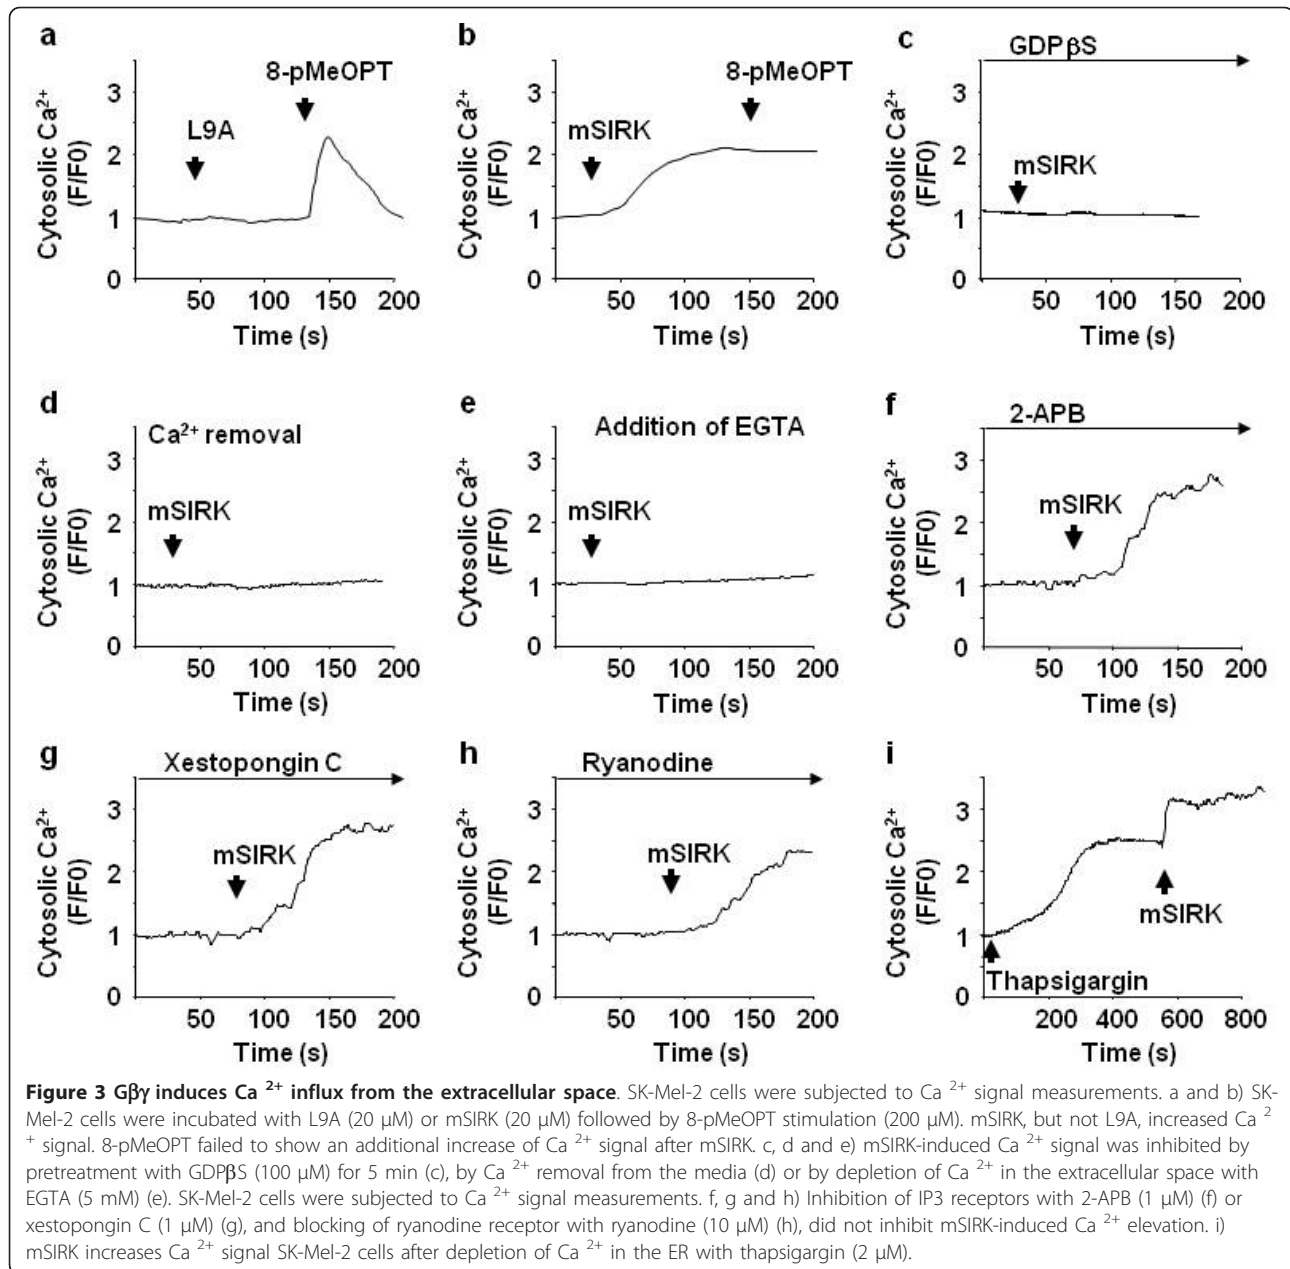 a
8-pMeOPT
L9A
Cytosolic Ca2+
(F/F0)
3
2
1
0
50 100 150 200
Time (s)
b
8-pMeOPT
mSIRK
Cytosolic Ca2+
(F/F0)
3
2
1
0
50 100 150 200
Time (s)
c
GDPβS
mSIRK
Cytosolic Ca2+
(F/F0)
3
2
1
0
50 100 150 200
Time (s)
d
Ca2+ removal
mSIRK
Cytosolic Ca2+
(F/F0)
3
2
1
0
50 100 150 200
Time (s)
e
Addition of EGTA
mSIRK
Cytosolic Ca2+
(F/F0)
3
2
1
0
50 100 150 200
Time (s)
f
2-APB
mSIRK
Cytosolic Ca2+
(F/F0)
3
2
1
0
50 100 150 200
Time (s)
g
Xestopongin C
mSIRK
Cytosolic Ca2+
(F/F0)
3
2
1
0
50 100 150 200
Time (s)
h
Ryanodine
mSIRK
Cytosolic Ca2+
(F/F0)
3
2
1
0
50 100 150 200
Time (s)
i
mSIRK
Thapsigargin
Cytosolic Ca2+
(F/F0)
3
2
1
0
200 400 600 800
Time (s)
Figure 3 Gβγ induces Ca 2+ influx from the extracellular space. SK-Mel-2 cells were subjected to Ca 2+ signal measurements. a and b) SK-
Mel-2 cells were incubated with L9A (20 μM) or mSIRK (20 μM) followed by 8-pMeOPT stimulation (200 μM). mSIRK, but not L9A, increased Ca 2
+ signal. 8-pMeOPT failed to show an additional increase of Ca 2+ signal after mSIRK. c, d and e) mSIRK-induced Ca 2+ signal was inhibited by
pretreatment with GDPβS (100 μM) for 5 min (c), by Ca 2+ removal from the media (d) or by depletion of Ca 2+ in the extracellular space with
EGTA (5 mM) (e). SK-Mel-2 cells were subjected to Ca 2+ signal measurements. f, g and h) Inhibition of IP3 receptors with 2-APB (1 μM) (f) or
xestopongin C (1 μM) (g), and blocking of ryanodine receptor with ryanodine (10 μM) (h), did not inhibit mSIRK-induced Ca 2+ elevation. i)
mSIRK increases Ca 2+ signal SK-Mel-2 cells after depletion of Ca 2+ in the ER with thapsigargin (2 μM).